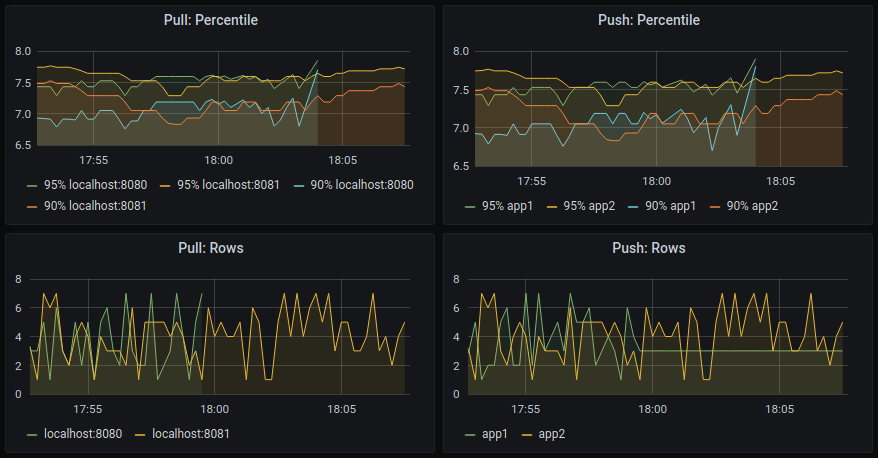 Pull: Percentile
8.0
7.5
7.0
6.5
17:55 18:00 18:05
95% localhost:8080 95% localhost:8081 90% localhost:8080
90% localhost:8081
Push: Percentile
8.0
7.5
7.0
6.5
17:55 18:00 18:05
95% app1 95% app2 90% app1 90% app2
Pull: Rows
8
6
4
2
0
17:55 18:00 18:05
localhost:8080 localhost:8081
Push: Rows
8
6
4
2
0
17:55 18:00 18:05
app1 app2